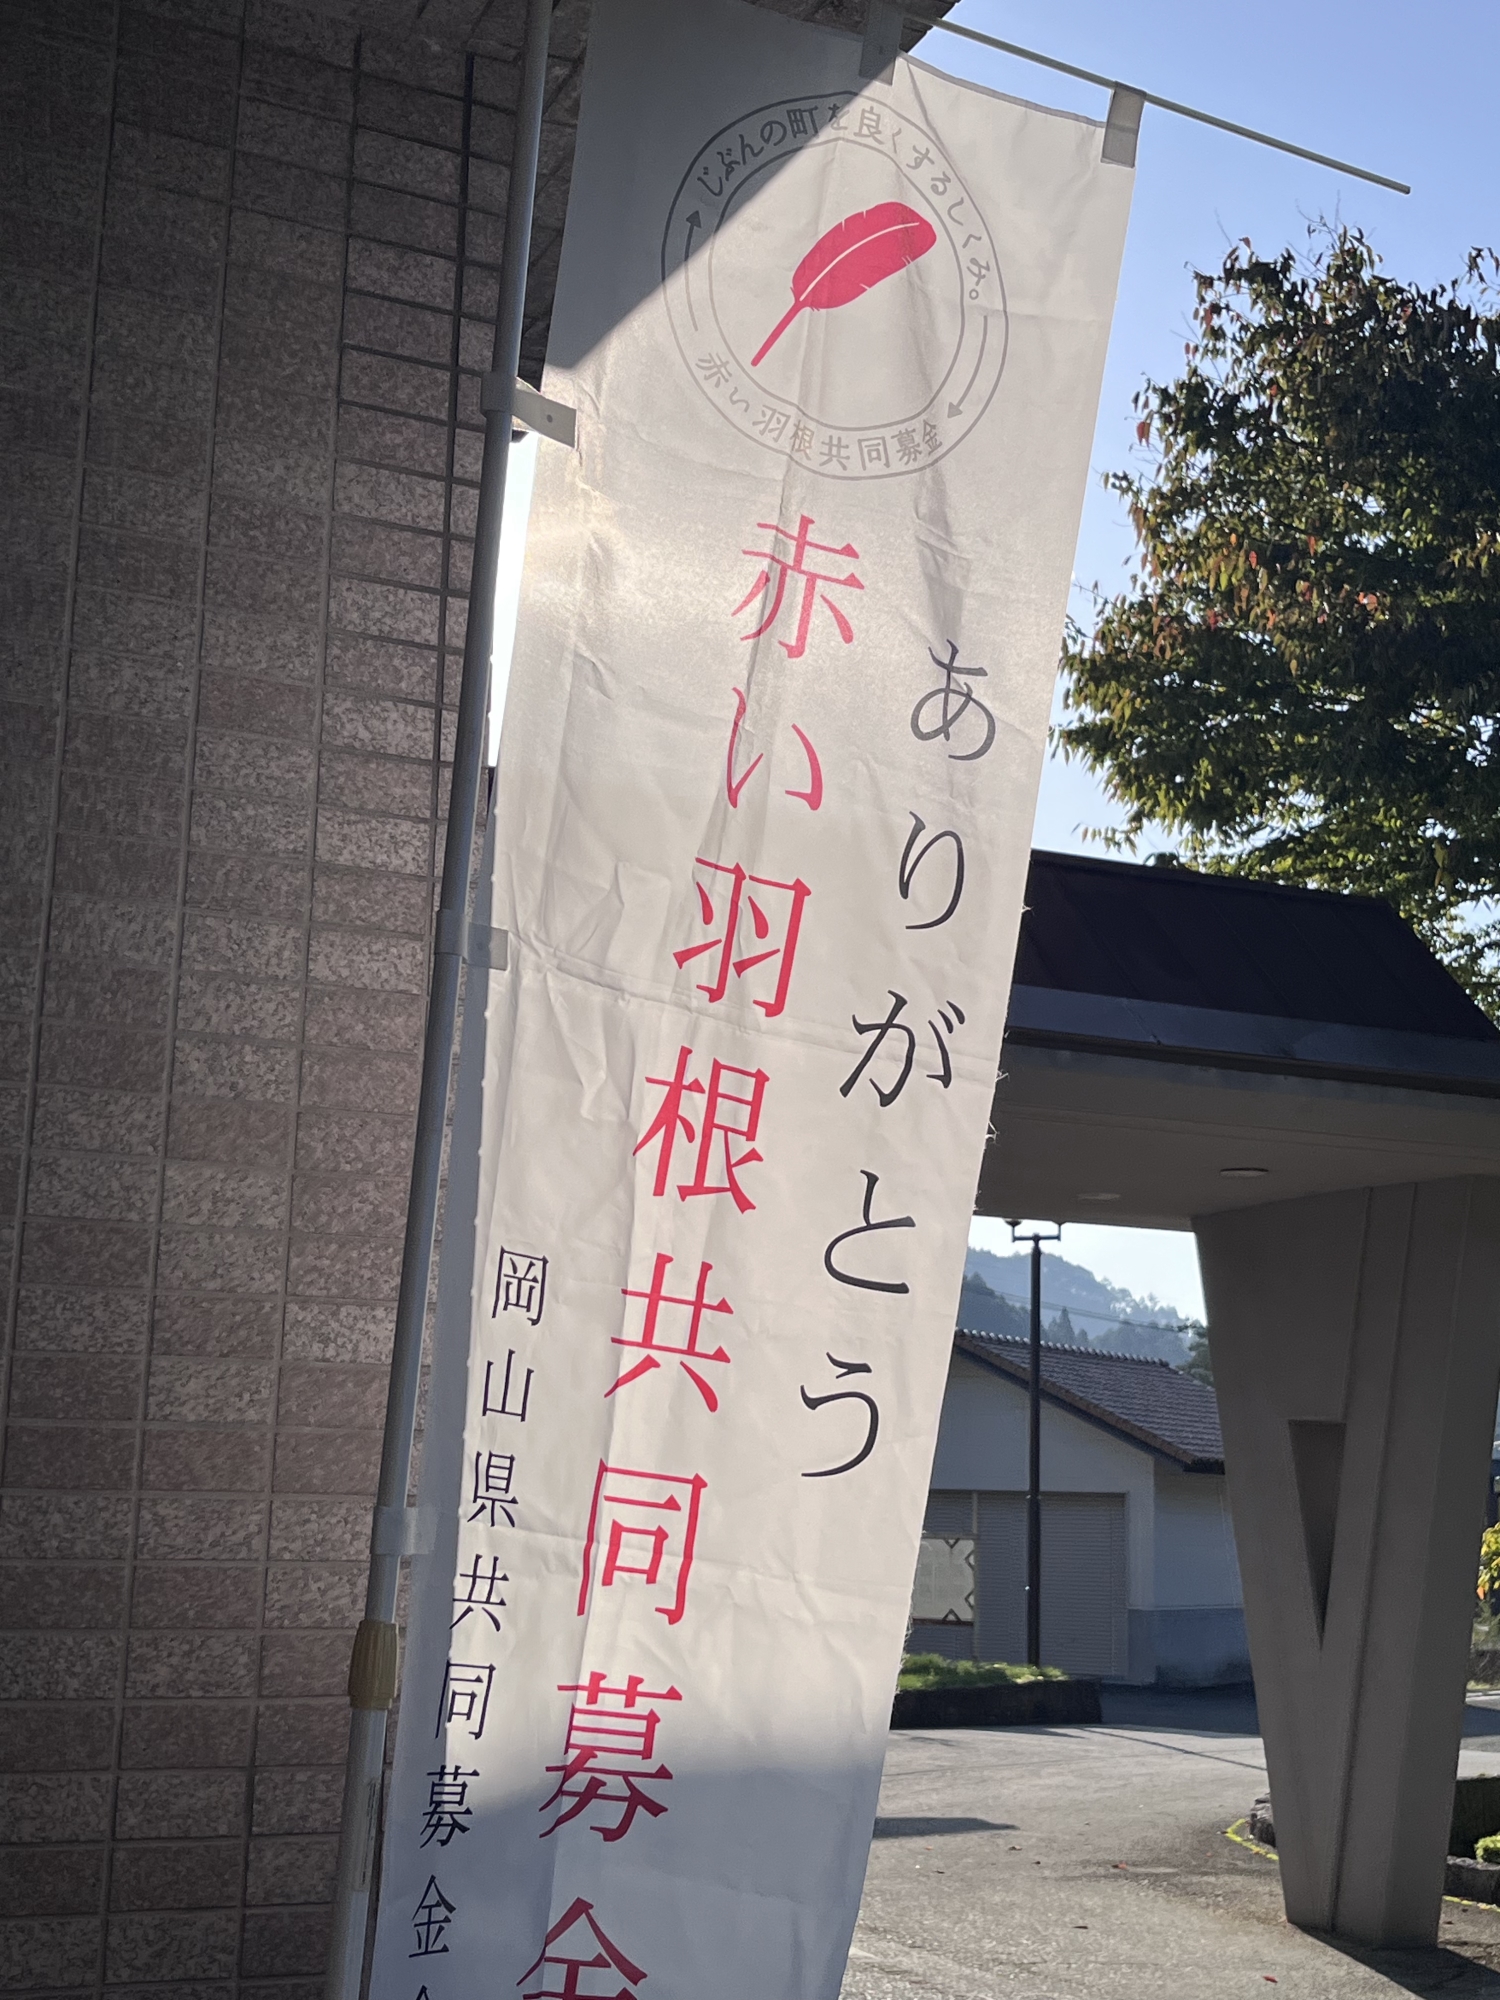 じぶんの町を良くするしくみ。
赤い羽根共同募金
ありがとう
赤い羽根共同募金
岡山県共同募金